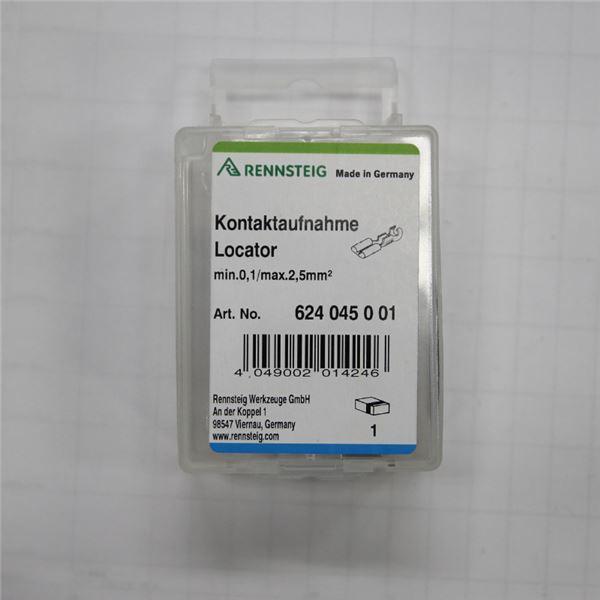 RENNSTEIG Made in Germany
Kontaktaufnahme
Locator
min.0,1/max.2,5mm²
Art. No. 624 045 0 01
4 049002 014246
Rennsteig Werkzeuge GmbH
An der Koppel 1
98547 Viernau, Germany
www.rennsteig.com
1